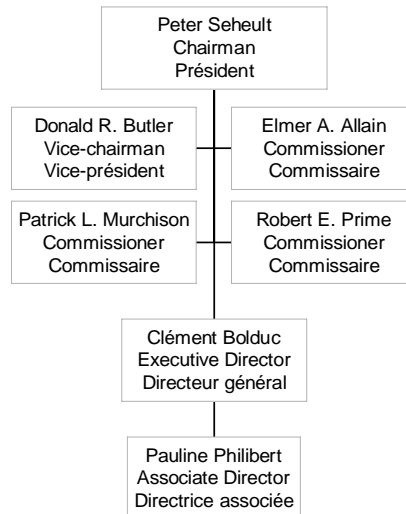 Peter Seheult
Chairman
Président
Donald R. Butler
Vice-chairman
Vice-président
Elmer A. Allain
Commissioner
Commissaire
Patrick L. Murchison
Commissioner
Commissaire
Robert E. Prime
Commissioner
Commissaire
Clément Bolduc
Executive Director
Directeur général
Pauline Philibert
Associate Director
Directrice associée